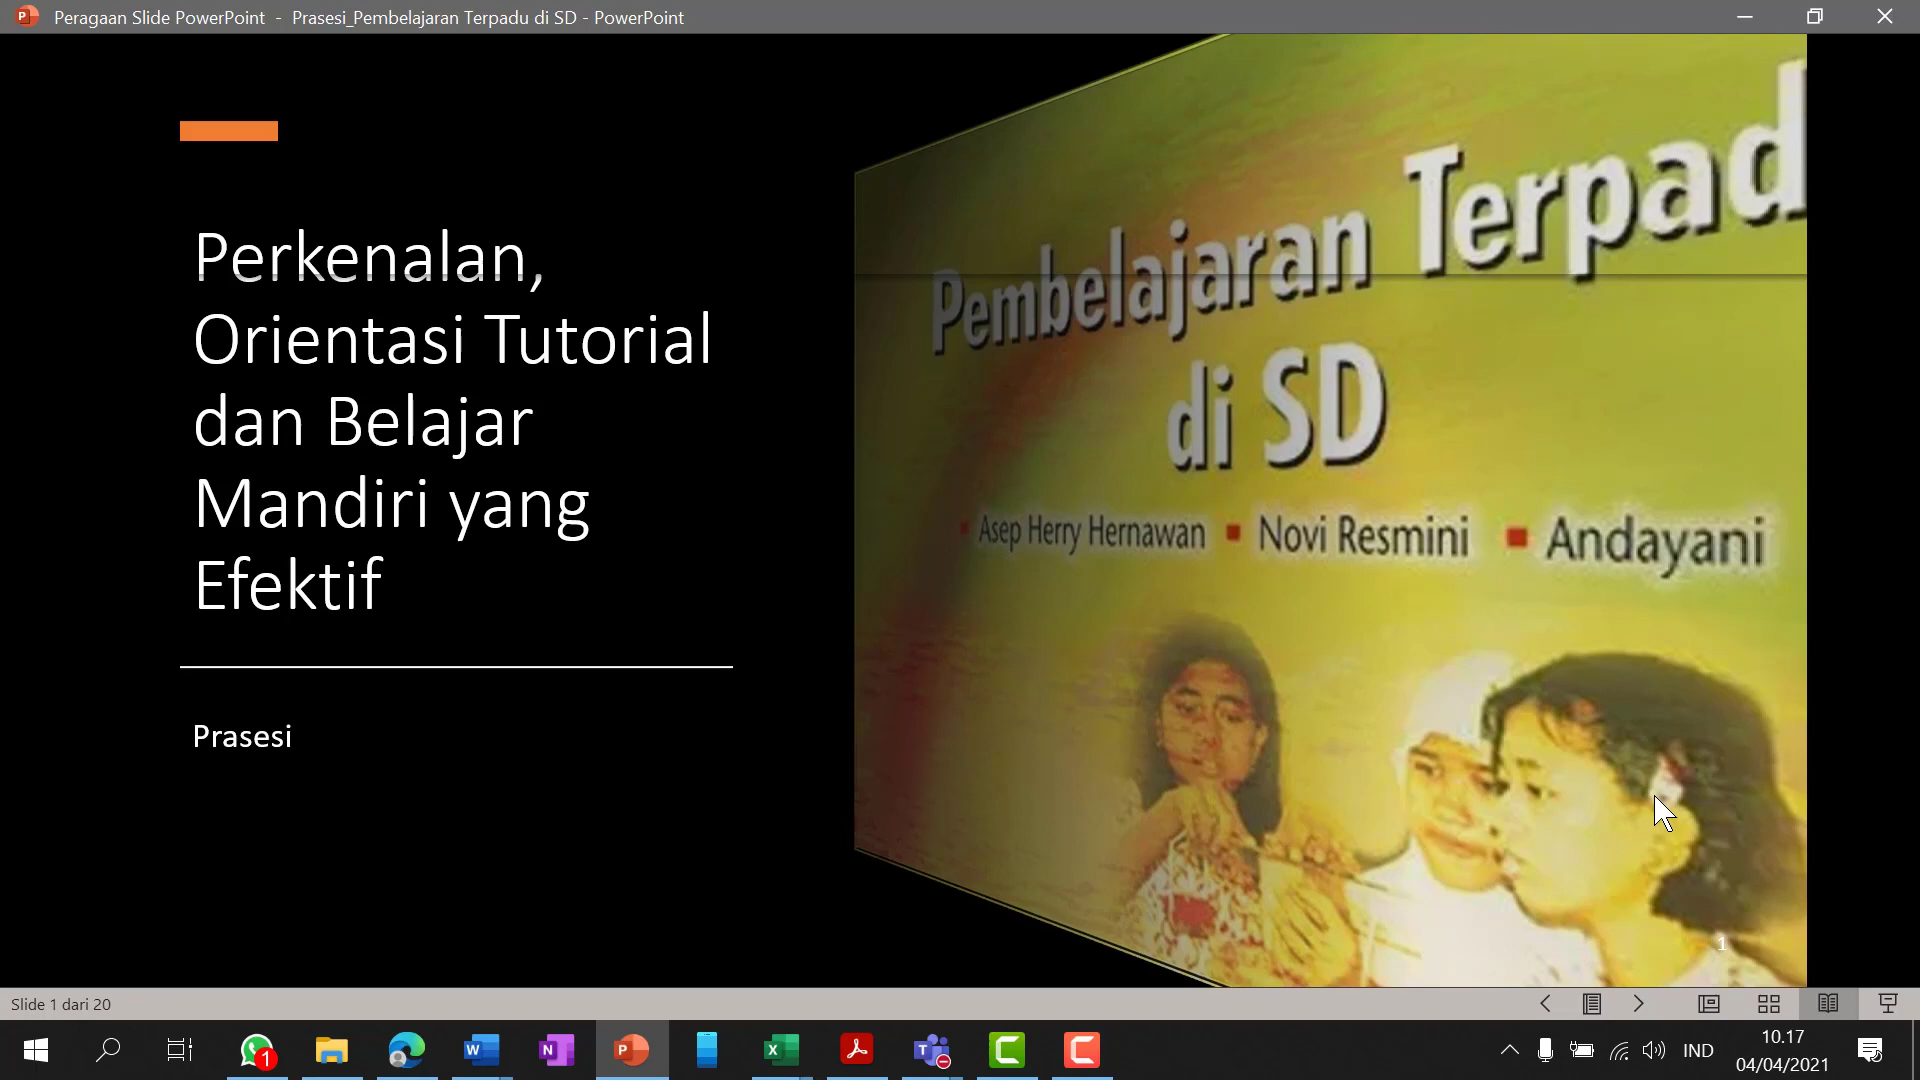 Peragaan Slide PowerPoint - Prasesi_Pembelajaran Terpadu di SD - PowerPoint
Perkenalan,
Orientasi Tutorial
dan Belajar
Mandiri yang
Efektif
Prasesi
Pembelajaran Terpad
di SD
Asep Herry Hernawan ▪ Novi Resmini ▪ Andayani
1
Slide 1 dari 20
1
IND
10.17
04/04/2021